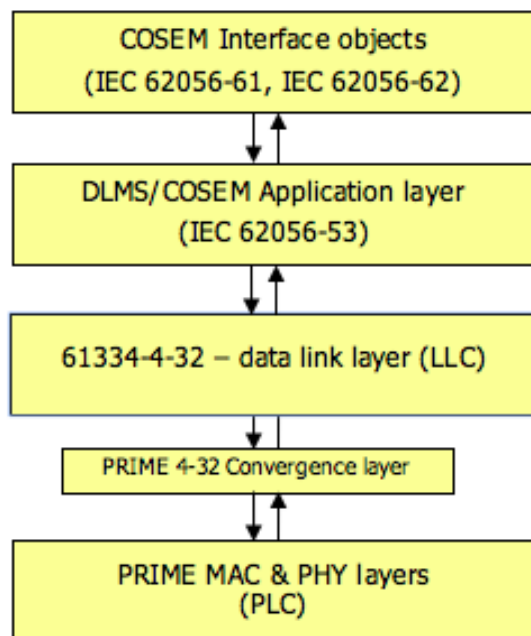 COSEM Interface objects
(IEC 62056-61, IEC 62056-62)
DLMS/COSEM Application layer
(IEC 62056-53)
61334-4-32 – data link layer (LLC)
PRIME 4-32 Convergence layer
PRIME MAC & PHY layers
(PLC)